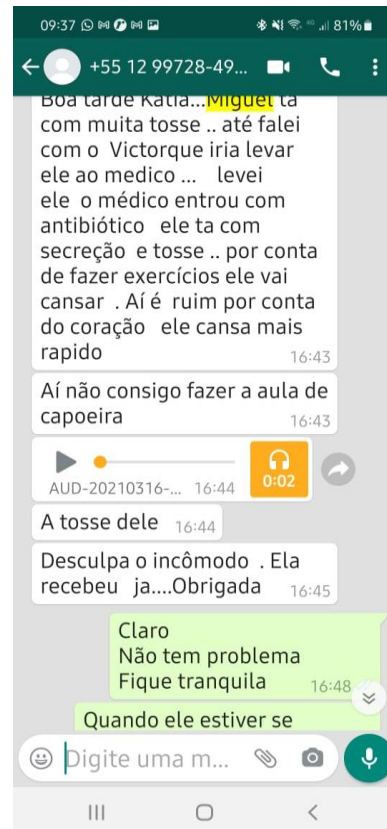 09:37 81%
+55 12 99728-49...
Boa tarde Katia...Miguel ta
com muita tosse .. até falei
com o Victorque iria levar
ele ao medico ... levei
ele o médico entrou com
antibiótico ele ta com
secreção e tosse .. por conta
de fazer exercícios ele vai
cansar . Aí é ruim por conta
do coração ele cansa mais
rapido 16:43
Aí não consigo fazer a aula de
capoeira 16:43
0:02
AUD-20210316-... 16:44
A tosse dele 16:44
Desculpa o incômodo . Ela
recebeu ja....Obrigada 16:45
Claro
Não tem problema
Fique tranquila 16:48
Quando ele estiver se
Digite uma m...